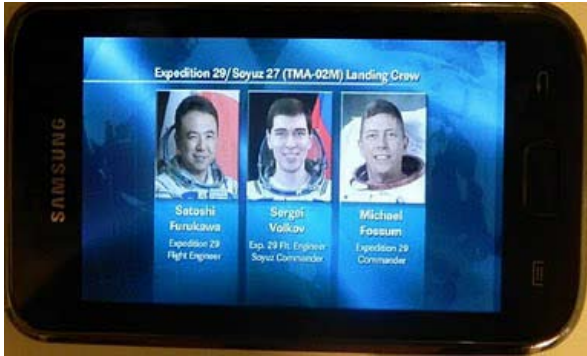 SAMSUNG
Expedition 29/Soyuz 27 (TMA-02M) Landing Crew
Satoshi
Furukawa
Expedition 29
Flight Engineer
Sergei
Volkov
Exp. 29 Flt. Engineer
Soyuz Commander
Michael
Fossum
Expedition 29
Commander